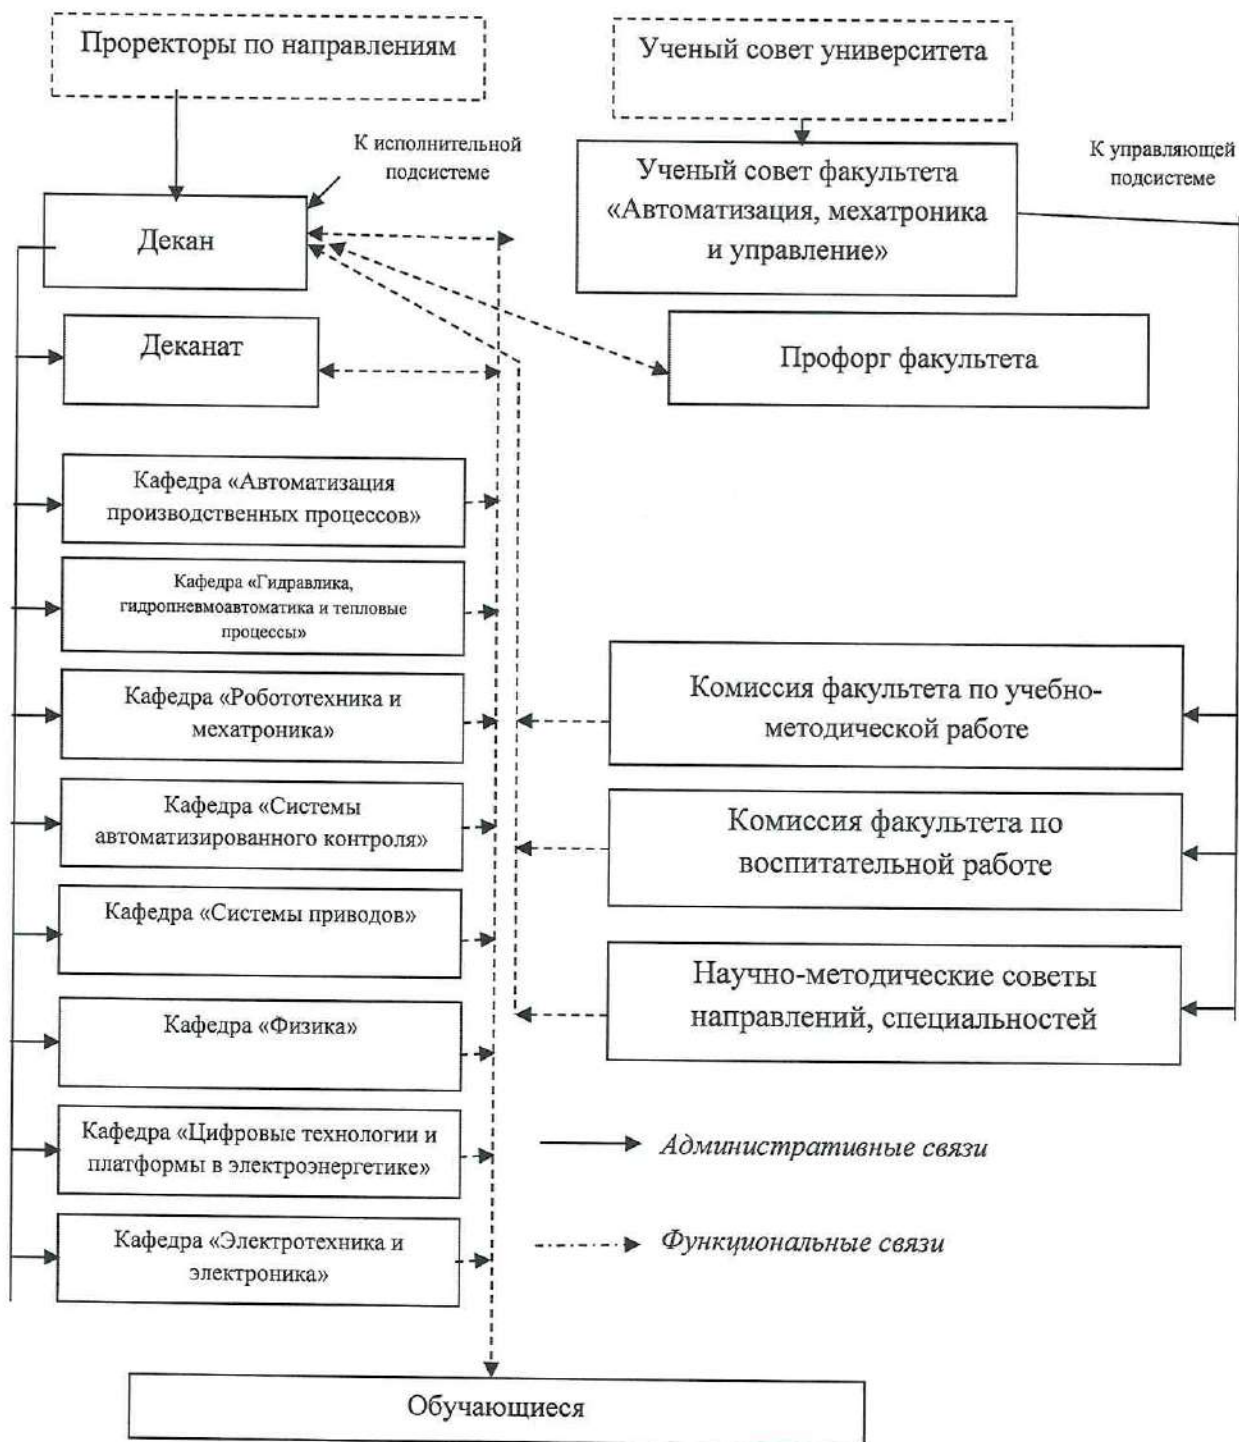 Проректоры по направлениям
Ученый совет университета
К исполнительной
подсистеме
Ученый совет факультета
«Автоматизация, мехатроника
и управление»
К управляющей
подсистеме
Декан
Деканат
Профорг факультета
Кафедра «Автоматизация
производственных процессов»
Кафедра «Гидравлика,
гидропневмоавтоматика и тепловые
процессы»
Кафедра «Робототехника и
мехатроника»
Кафедра «Системы
автоматизированного контроля»
Кафедра «Системы приводов»
Кафедра «Физика»
Кафедра «Цифровые технологии и
платформы в электроэнергетике»
Кафедра «Электротехника и
электроника»
Комиссия факультета по учебно-
методической работе
Комиссия факультета по
воспитательной работе
Научно-методические советы
направлений, специальностей
Административные связи
Функциональные связи
Обучающиеся